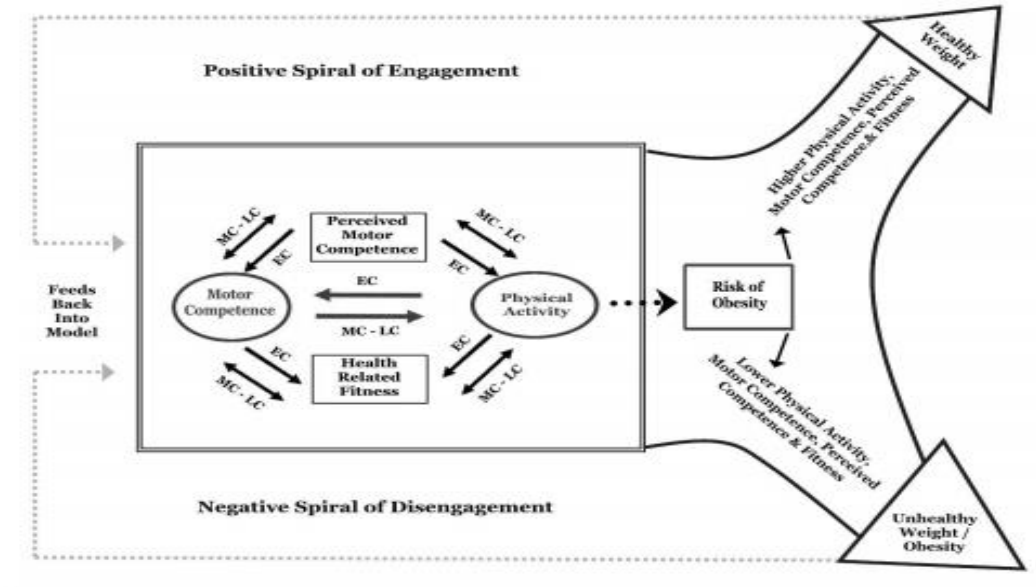 Positive Spiral of Engagement
Healthy
Weight
Higher Physical Activity,
Motor Competence, Perceived
Competence,& Fitness
MC - LC
EC
Perceived
Motor
Competence
MC - LC
EC
Feeds
Back
Into
Model
Motor
Competence
EC
MC - LC
Physical
Activity
Risk of
Obesity
EC
MC - LC
Health
Related
Fitness
EC
MC - LC
Lower Physical Activity,
Motor Competence, Perceived
Competence & Fitness
Negative Spiral of Disengagement
Unhealthy
Weight /
Obesity